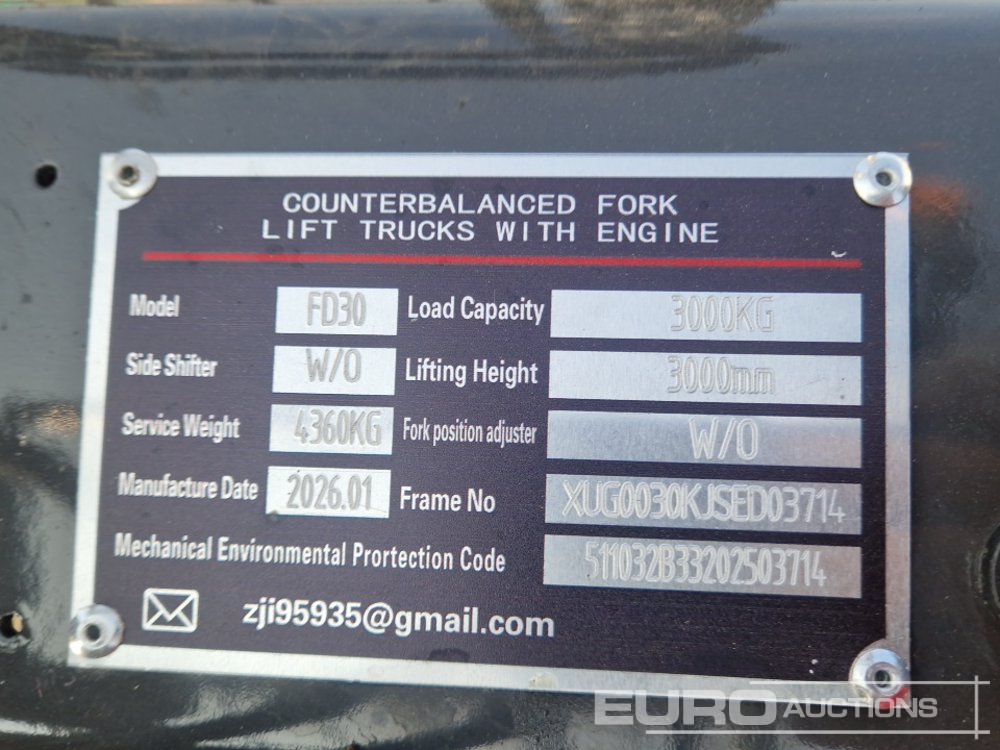 COUNTERBALANCED FORK
LIFT TRUCKS WITH ENGINE
Model FD30 Load Capacity 3000KG
Side Shifter W/O Lifting Height 3000mm
Service Weight 4360KG Fork position adjuster W/O
Manufacture Date 2026.01 Frame No XUG0030KJSED03714
Mechanical Environmental Prortection Code 511032B33202503714
zji95935@gmail.com
EURO AUCTIONS